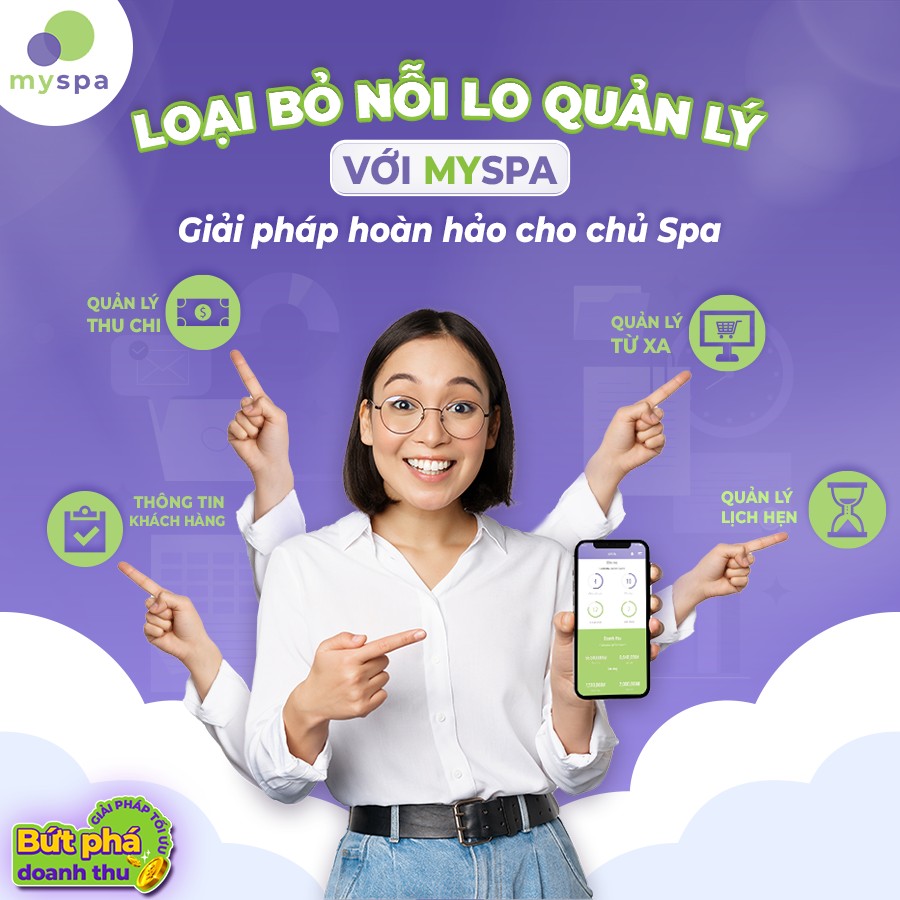 myspa
LOẠI BỎ NỖI LO QUẢN LÝ
VỚI MYSPA
Giải pháp hoàn hảo cho chủ Spa
QUẢN LÝ
THU CHI
QUẢN LÝ
TỪ XA
THÔNG TIN
KHÁCH HÀNG
QUẢN LÝ
LỊCH HẸN
GIẢI PHÁP TỐI ƯU
Bứt phá
doanh thu